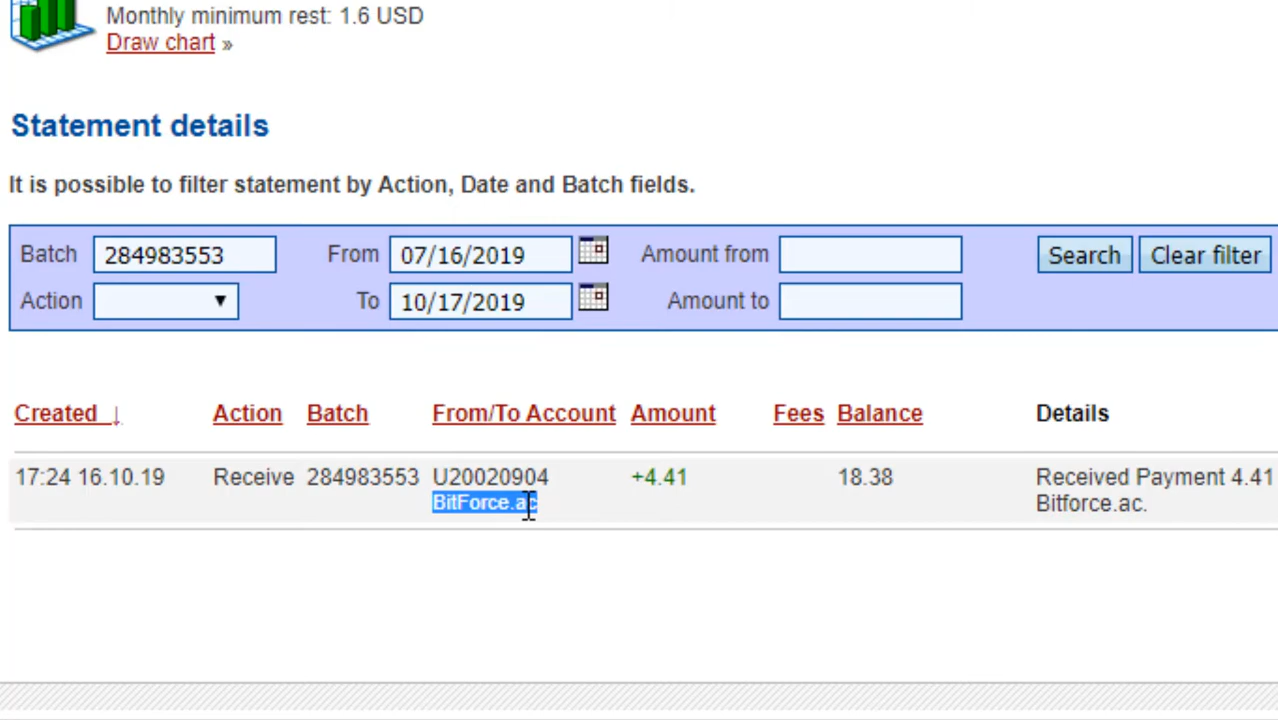 Monthly minimum rest: 1.6 USD
Draw chart »
Statement details
It is possible to filter statement by Action, Date and Batch fields.
Batch 284983553 From 07/16/2019 Amount from Search Clear filter
Action To 10/17/2019 Amount to
Created ↓ Action Batch From/To Account Amount Fees Balance Details
17:24 16.10.19 Receive 284983553 U20020904 +4.41 18.38 Received Payment 4.41
BitForce.ac Bitforce.ac.